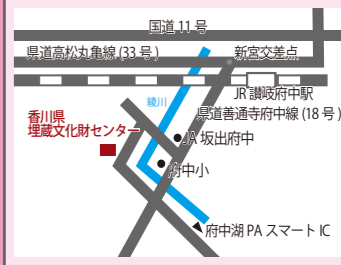 国道 11 号
県道高松丸亀線 (33 号 )
新宮交差点
JR 讃岐府中駅
綾川
県道善通寺府中線 (18 号 )
香川県
埋蔵文化財センター
JA 坂出府中
府中小
府中湖 PA スマート IC